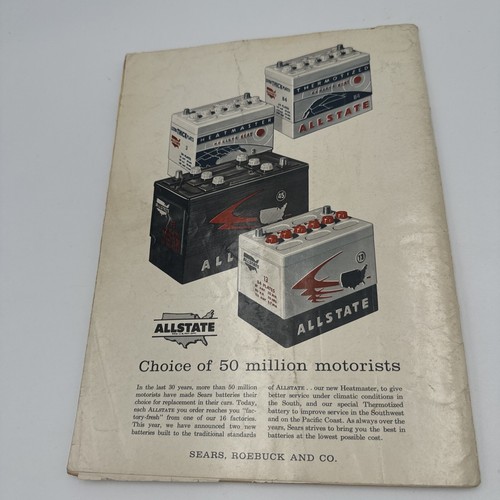 THERMOTIZED
64
ALLSTATE
HEATMASTER
45
ALL
12
12
ALLSTATE
ALLSTATE
Choice of 50 million motorists
In the last 30 years, more than 50 million
motorists have made Sears batteries their
choice for replacement in their cars. Today,
each ALLSTATE you order reaches you "fac-
tory-fresh" from one of our 16 factories.
This year, we have announced two new
batteries built to the traditional standards
of ALLSTATE . . our new Heatmaster, to give
better service under climatic conditions in
the South, and our special Thermotized
battery to improve service in the Southwest
and on the Pacific Coast. As always over the
years, Sears strives to bring you the best in
batteries at the lowest possible cost.
SEARS, ROEBUCK AND CO.